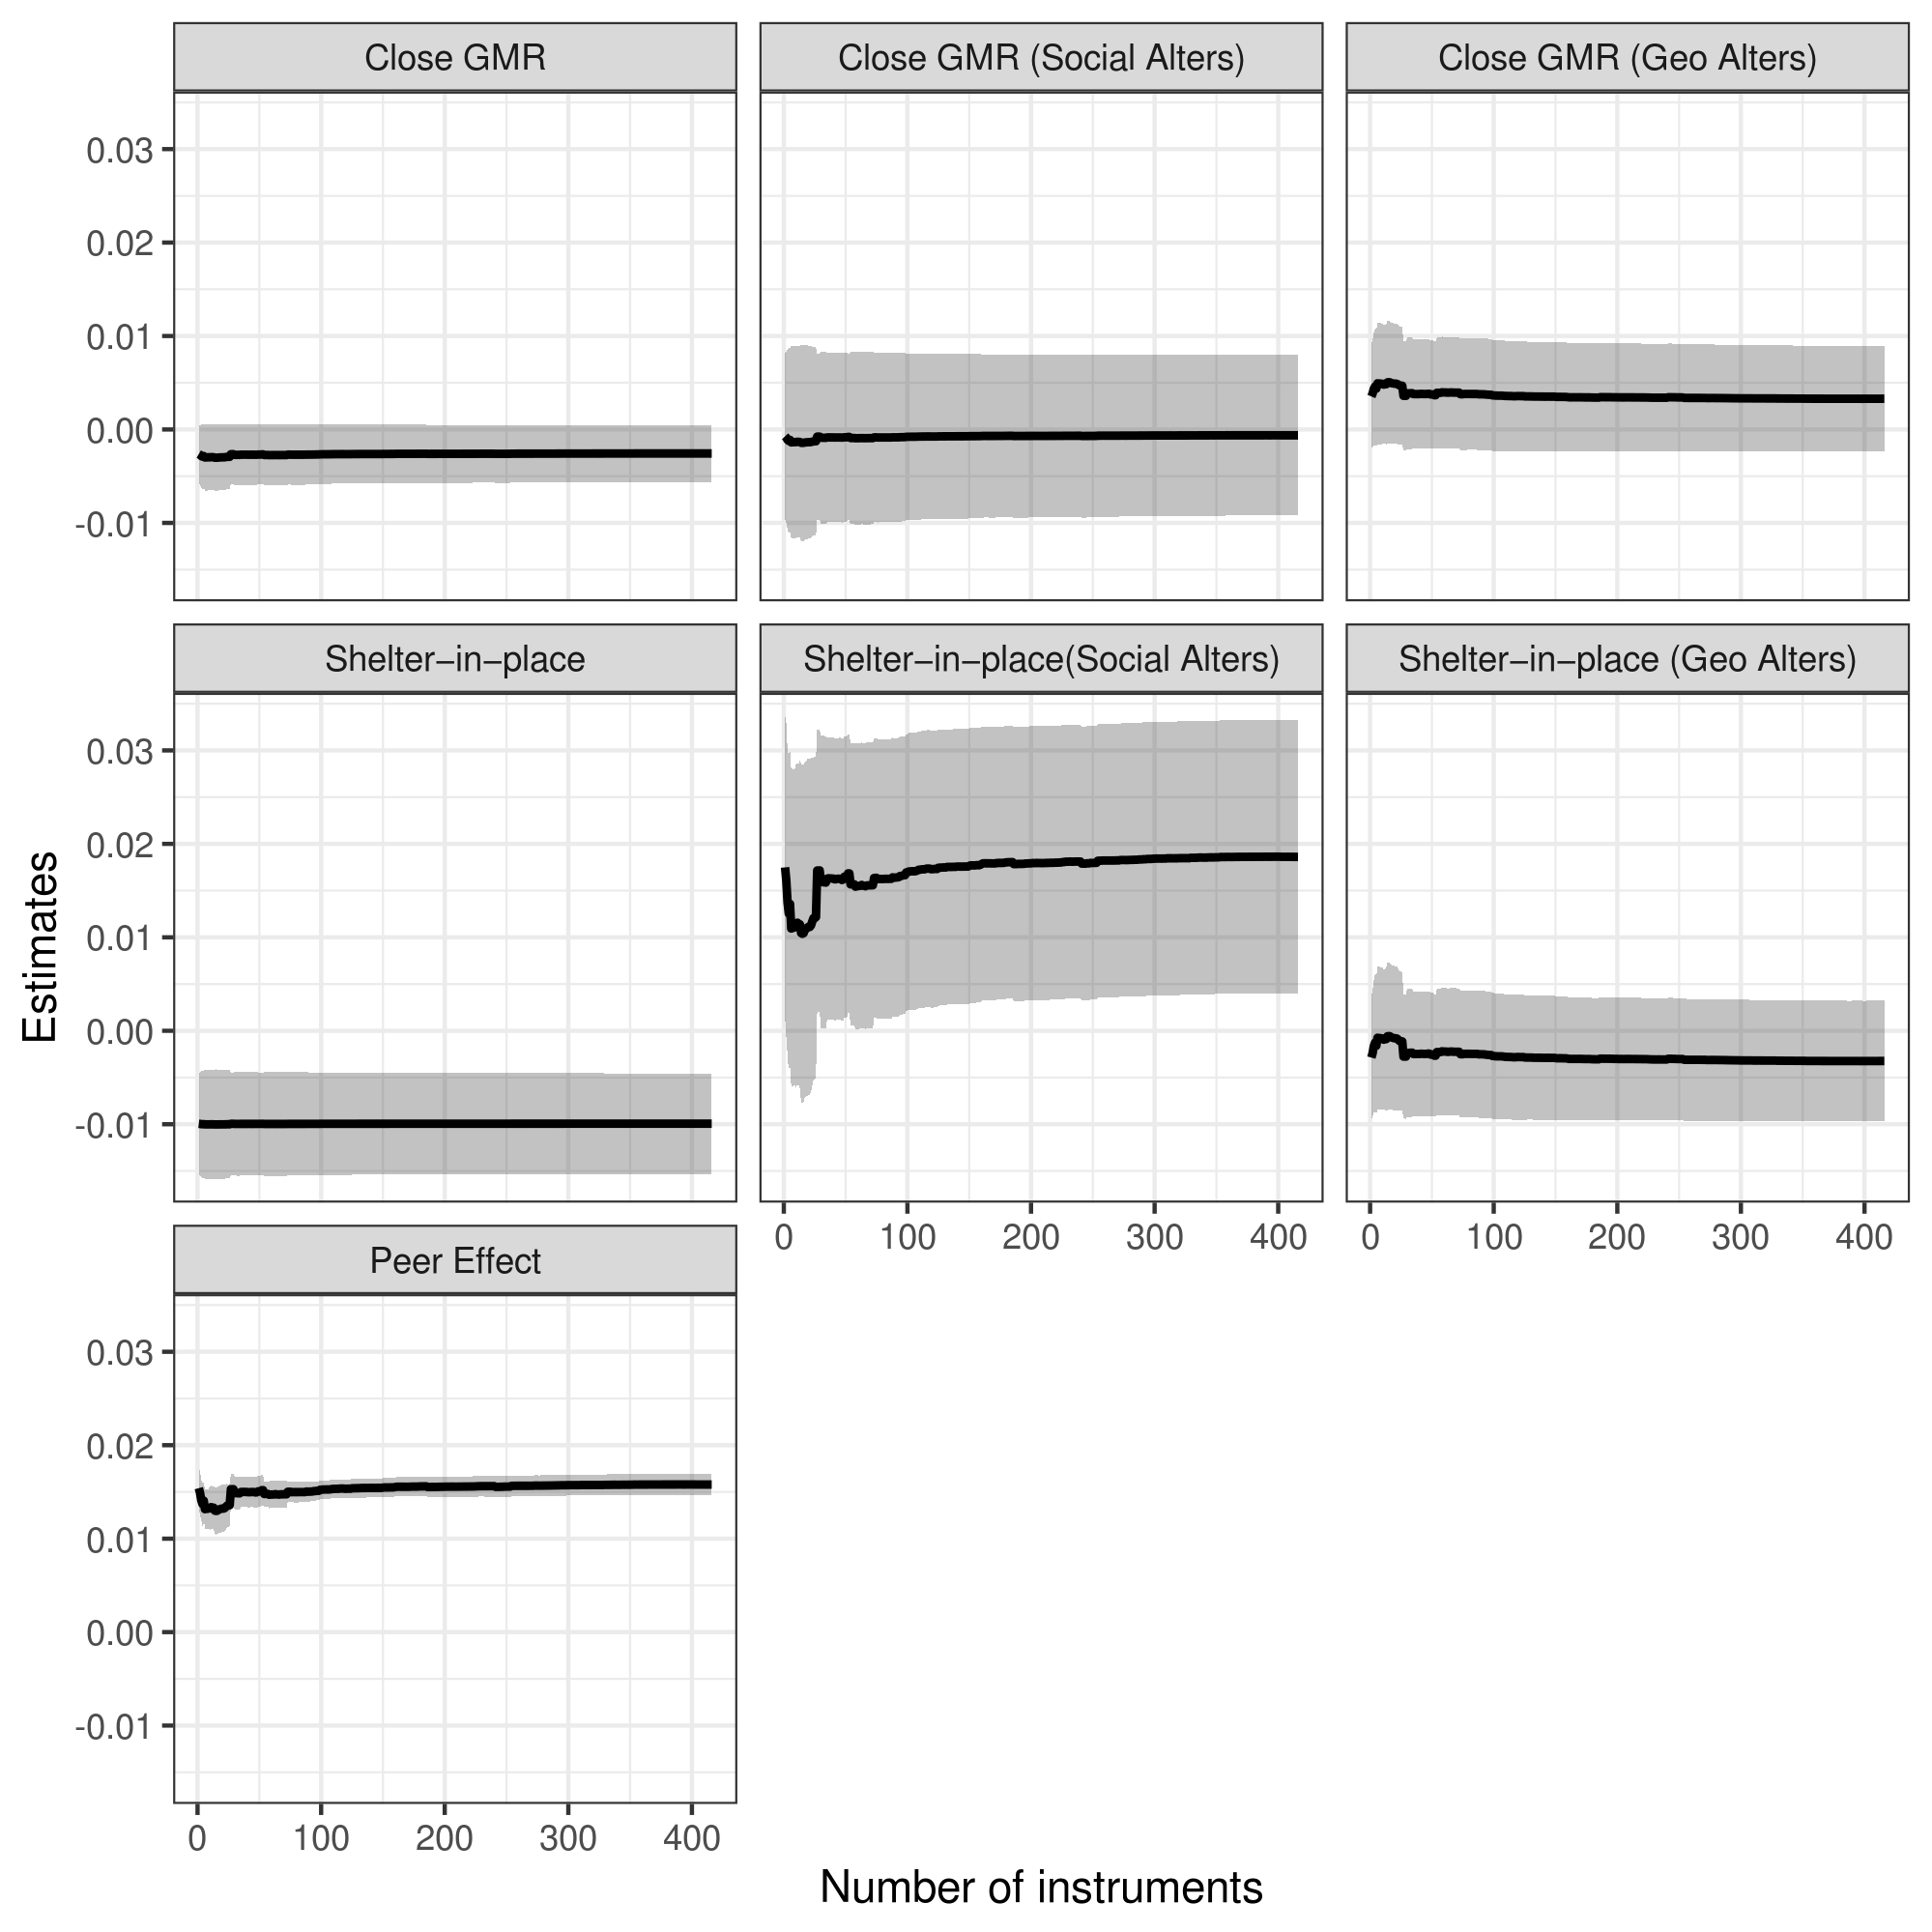 Close GMR
Close GMR (Social Alters)
Close GMR (Geo Alters)
0.03
0.02
0.01
0.00
-0.01
Shelter−in−place
Shelter−in−place(Social Alters)
Shelter−in−place (Geo Alters)
0.03
0.02
0.01
0.00
-0.01
0 100 200 300 400
0 100 200 300 400
Peer Effect
0.03
0.02
0.01
0.00
-0.01
0 100 200 300 400
Estimates
Number of instruments